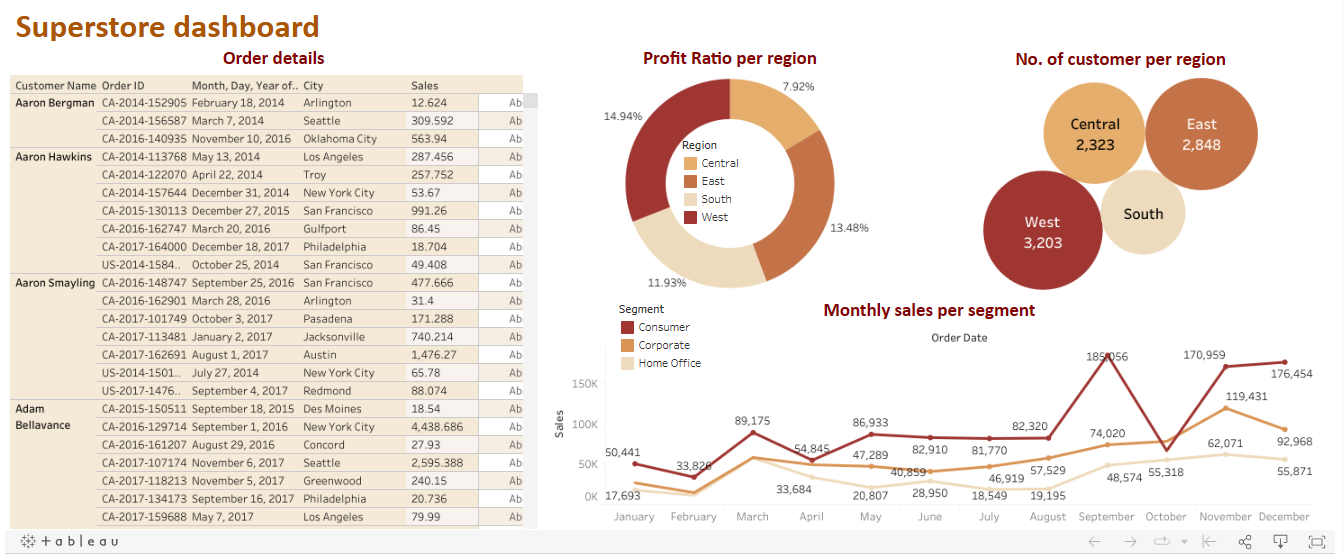 Superstore dashboard
Order details
Customer Name Order ID Month, Day, Year of.. City Sales
Aaron Bergman CA-2014-152905 February 18, 2014 Arlington 12.624 Ab
CA-2014-156587 March 7, 2014 Seattle 309.592 Ab
CA-2016-140935 November 10, 2016 Oklahoma City 563.94 Ab
Aaron Hawkins CA-2014-113768 May 13, 2014 Los Angeles 287.456 Ab
CA-2014-122070 April 22, 2014 Troy 257.752 Ab
CA-2014-157644 December 31, 2014 New York City 53.67 Ab
CA-2015-130113 December 27, 2015 San Francisco 991.26 Ab
CA-2016-162747 March 20, 2016 Gulfport 86.45 Ab
CA-2017-164000 December 18, 2017 Philadelphia 18.704 Ab
US-2014-1584.. October 25, 2014 San Francisco 49.408 Ab
Aaron Smayling CA-2016-148747 September 25, 2016 San Francisco 477.666 Ab
CA-2016-162901 March 28, 2016 Arlington 31.4 Ab
CA-2017-101749 October 3, 2017 Pasadena 171.288 Ab
CA-2017-113481 January 2, 2017 Jacksonville 740.214 Ab
CA-2017-162691 August 1, 2017 Austin 1,476.27 Ab
US-2014-1501... July 27, 2014 New York City 65.78 Ab
US-2017-1476.. September 4, 2017 Redmond 88.074 Ab
Adam Bellavance CA-2015-150511 September 18, 2015 Des Moines 18.54 Ab
CA-2016-129714 September 1, 2016 New York City 4,438.686 Ab
CA-2016-161207 August 29, 2016 Concord 27.93 Ab
CA-2017-107174 November 6, 2017 Seattle 2,595.388 Ab
CA-2017-118213 November 5, 2017 Greenwood 240.15 Ab
CA-2017-134173 September 16, 2017 Philadelphia 20.736 Ab
CA-2017-159688 May 7, 2017 Los Angeles 79.99 Ab
Profit Ratio per region
7.92%
14.94%
Region
Central
East
South
West
13.48%
11.93%
No. of customer per region
Central
2,323
East
2,848
South
West
3,203
Segment
Consumer
Corporate
Home Office
Monthly sales per segment
Order Date
Sales
150K
100K
50K
0K
50,441
33,826
89,175
54,845
86,933
82,910
81,770
82,320
185,056
170,959
176,454
47,289
40,859
46,919
57,529
74,020
119,431
92,968
17,693
33,684
20,807
28,950
18,549
19,195
48,574
55,318
62,071
55,871
January February March April May June July August September October November December
+ a b l e a u